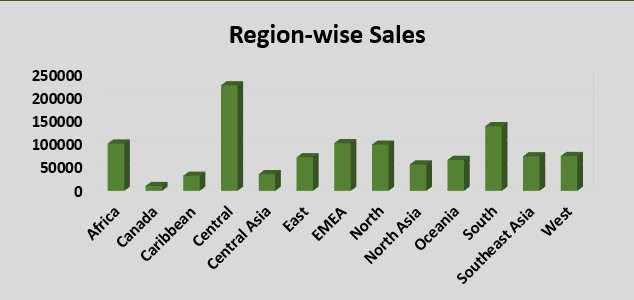 Region-wise Sales
250000
200000
150000
100000
50000
0
Africa
Canada
Caribbean
Central
Central Asia
East
EMEA
North
North Asia
Oceania
South
Southeast Asia
West